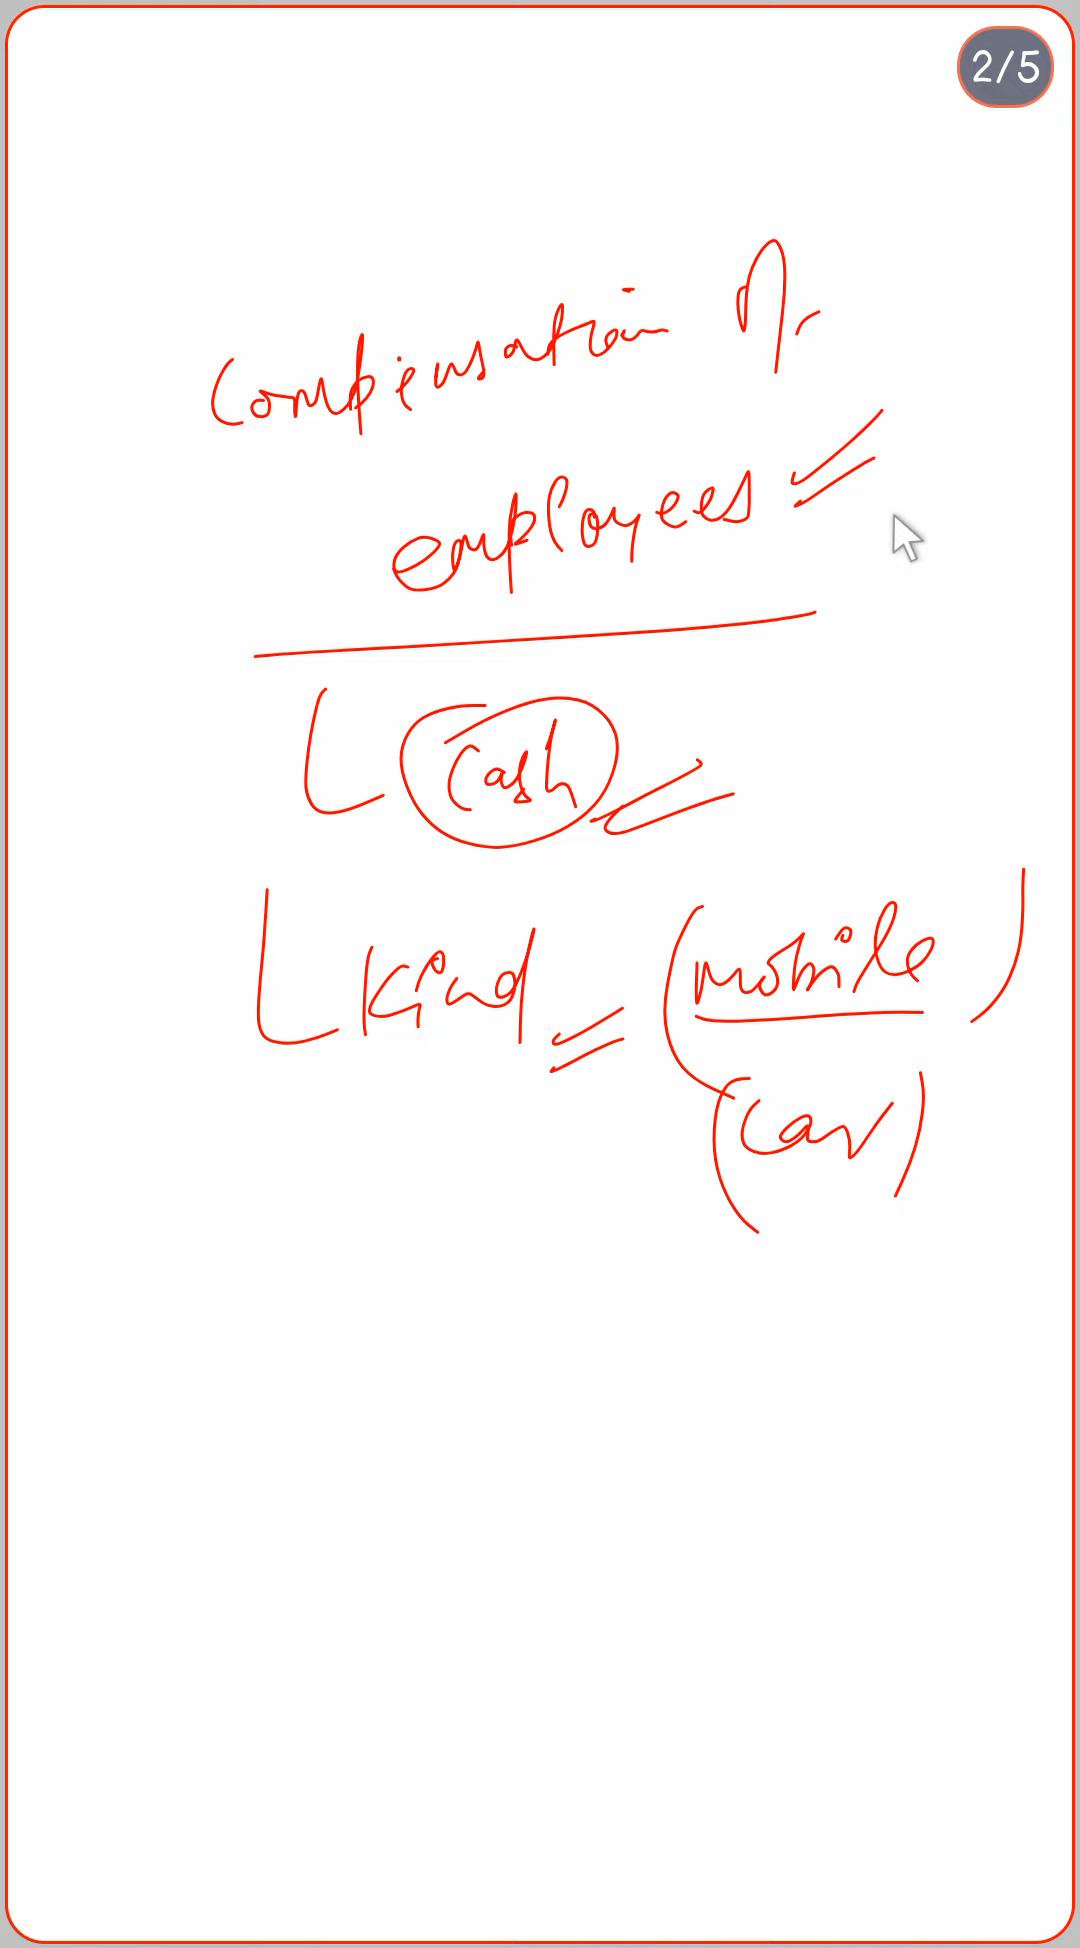 2/5
Compensation of
employees
Cash
Kind (mobile)
(car)